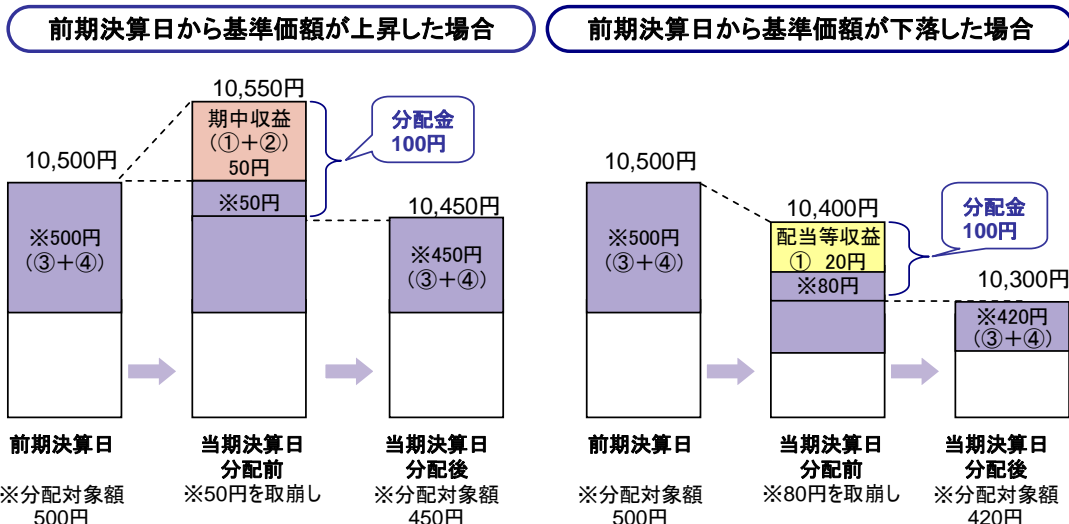 前期決算日から基準価額が上昇した場合
10,550円
期中収益
(①+②)
50円
分配金
100円
10,500円
※50円
10,450円
※500円
(③+④)
※450円
(③+④)
前期決算日
当期決算日
分配前
当期決算日
分配後
※分配対象額
500円
※50円を取崩し
※分配対象額
450円
前期決算日から基準価額が下落した場合
10,500円
10,400円
分配金
100円
※500円
(③+④)
配当等収益
① 20円
※80円
10,300円
※420円
(③+④)
前期決算日
当期決算日
分配前
当期決算日
分配後
※分配対象額
500円
※80円を取崩し
※分配対象額
420円